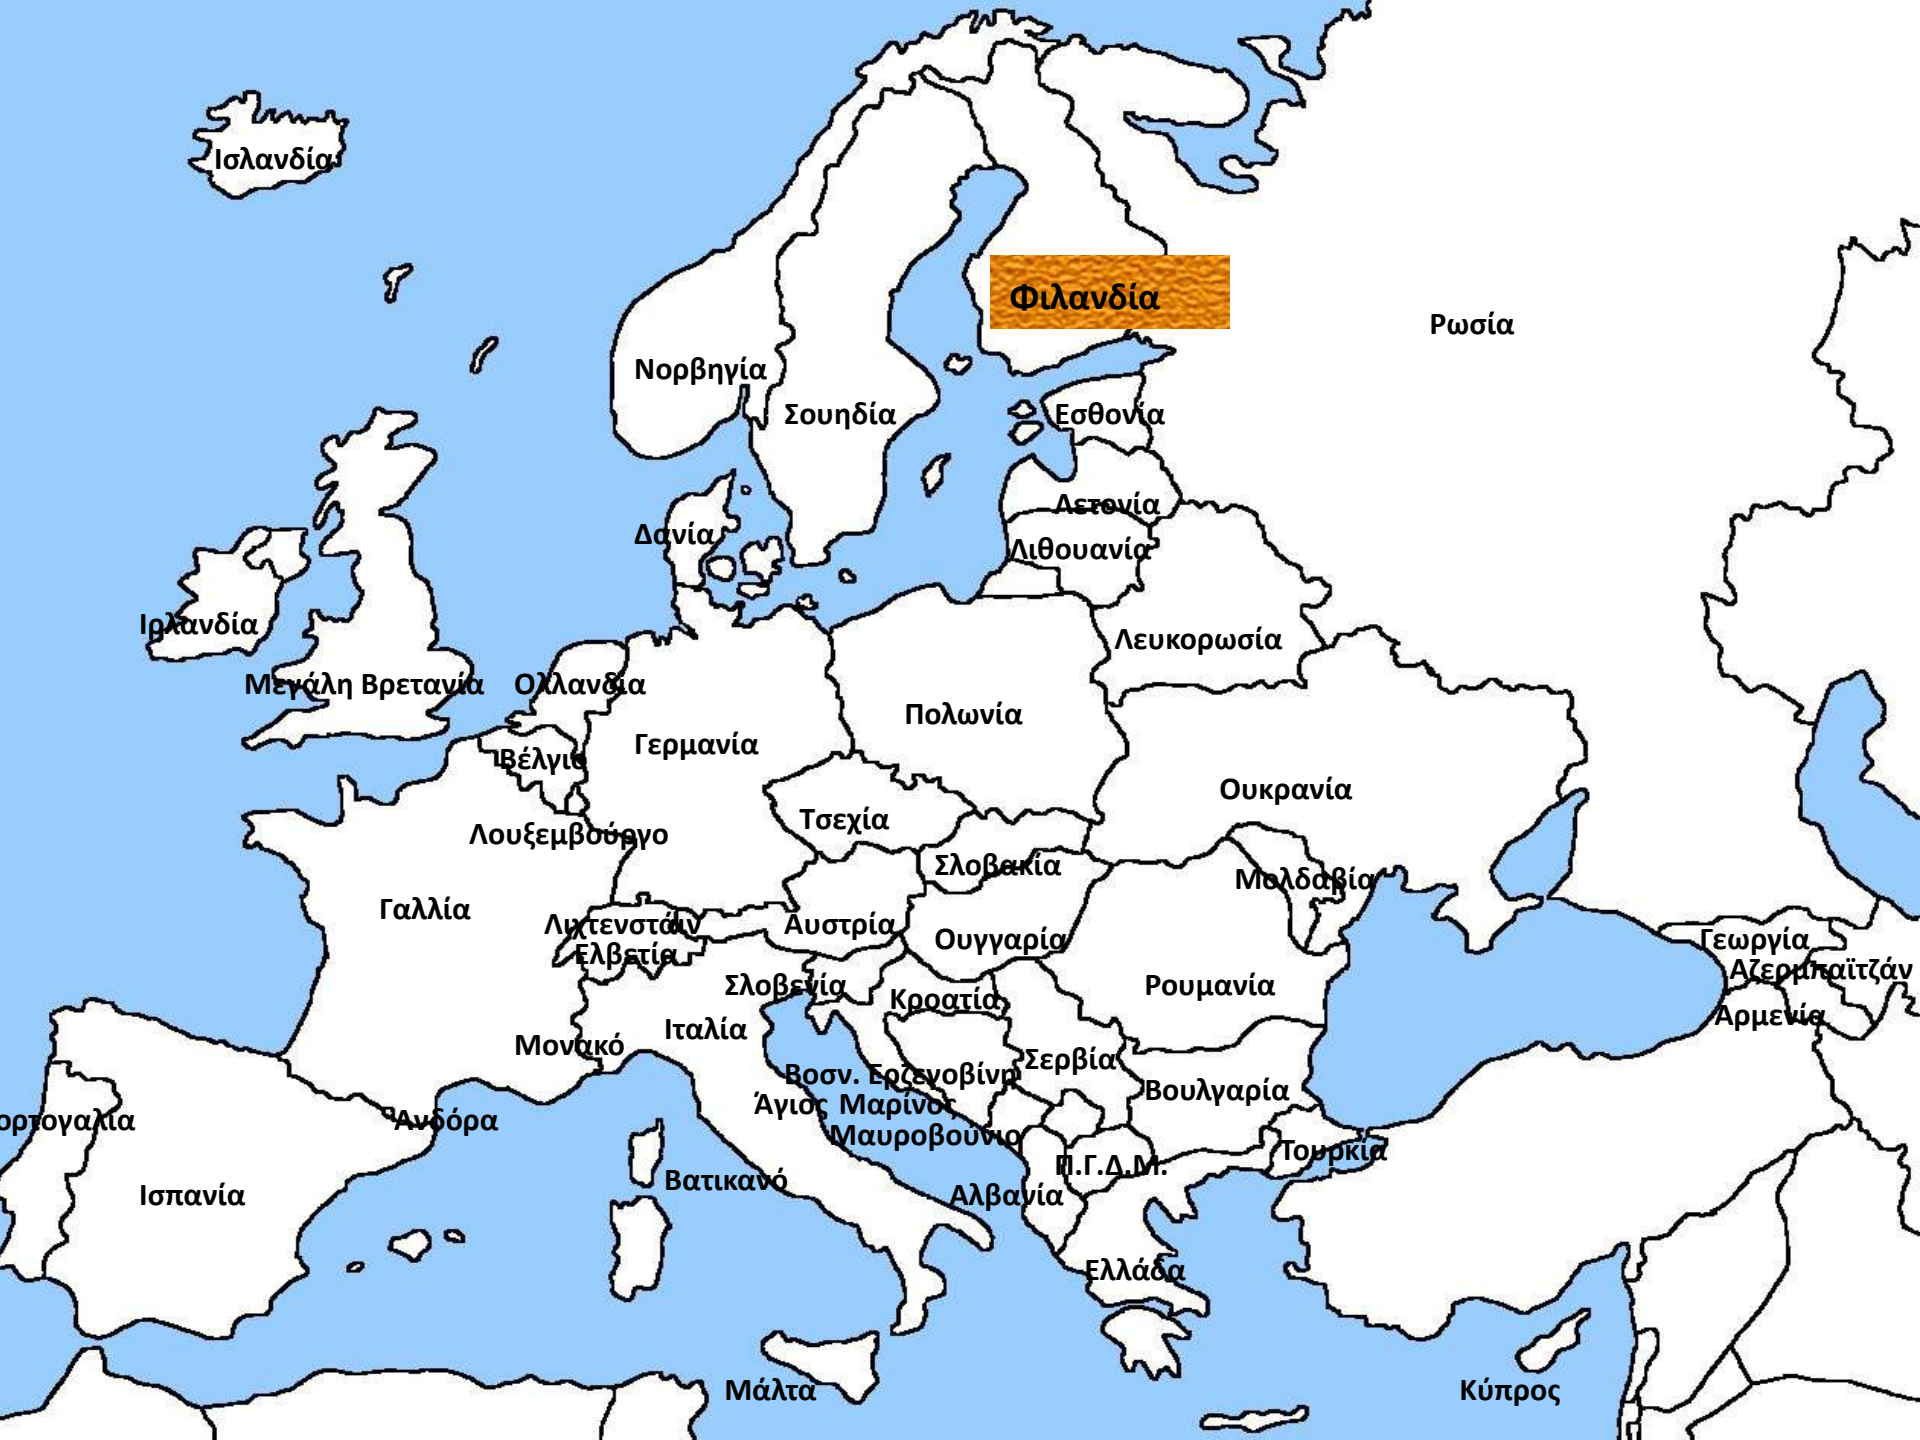 Ισλανδία
Φιλανδία
Ρωσία
Νορβηγία
Σουηδία
Εσθονία
Λετονία
Δανία
Λιθουανία
Ιρλανδία
Λευκορωσία
Μεγάλη Βρετανία
Ολλανδία
Πολωνία
Γερμανία
Βέλγιο
Ουκρανία
Τσεχία
Λουξεμβούργο
Σλοβακία
Μολδαβία
Γαλλία
Λιχτενστάιν
Αυστρία
Ουγγαρία
Γεωργία
Ελβετία
Αζερμπαϊτζάν
Σλοβενία
Κροατία
Ρουμανία
Αρμενία
Ιταλία
Μονακό
Σερβία
Βοσν. Ερζεγοβίνη
Βουλγαρία
Άγιος Μαρίνος
ορτογαλία
Ανδόρα
Μαυροβούνιο
Τουρκία
Π.Γ.Δ.Μ.
Βατικανό
Ισπανία
Αλβανία
Ελλάδα
Μάλτα
Κύπρος